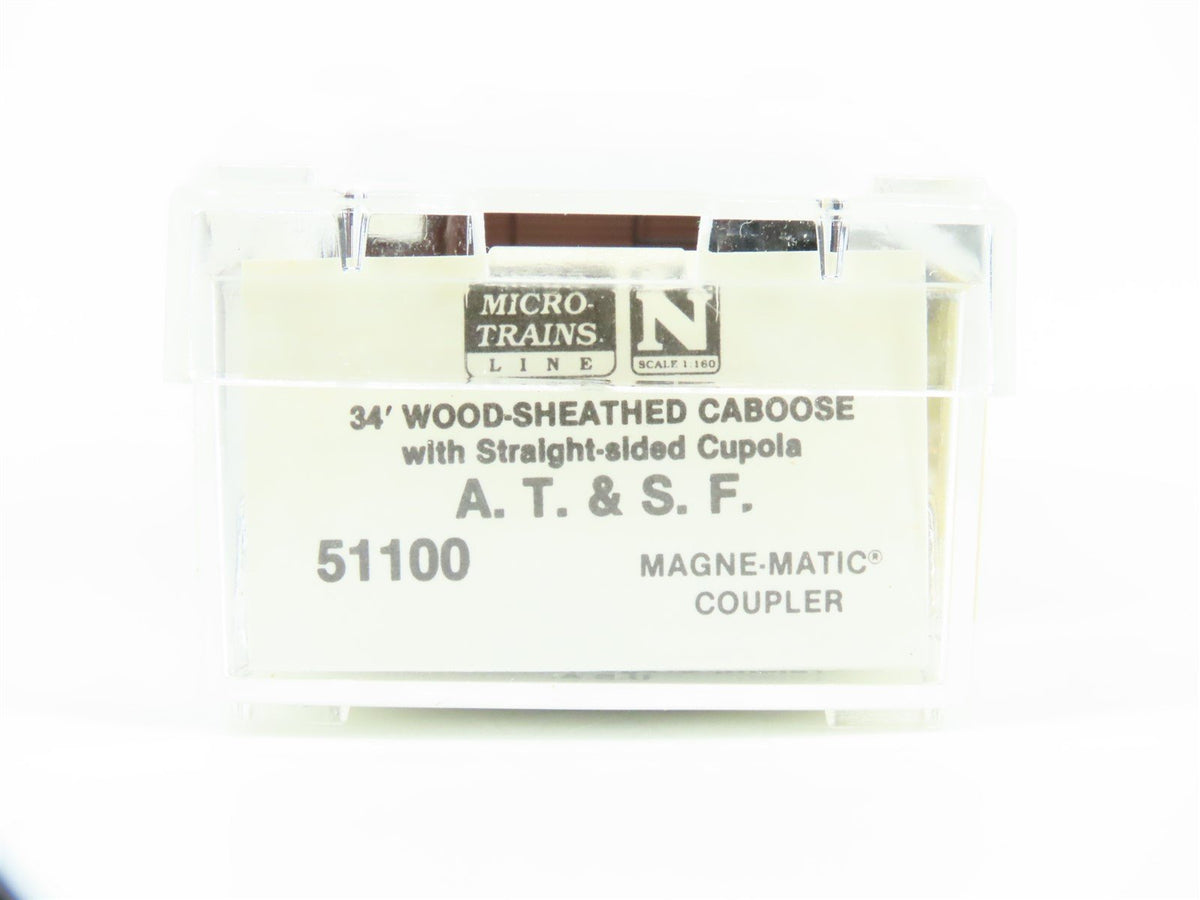 MICRO-
TRAINS.
LINE
N
SCALE 1:160
34' WOOD-SHEATHED CABOOSE
with Straight-sided Cupola
A. T. & S. F.
51100
MAGNE-MATIC®
COUPLER